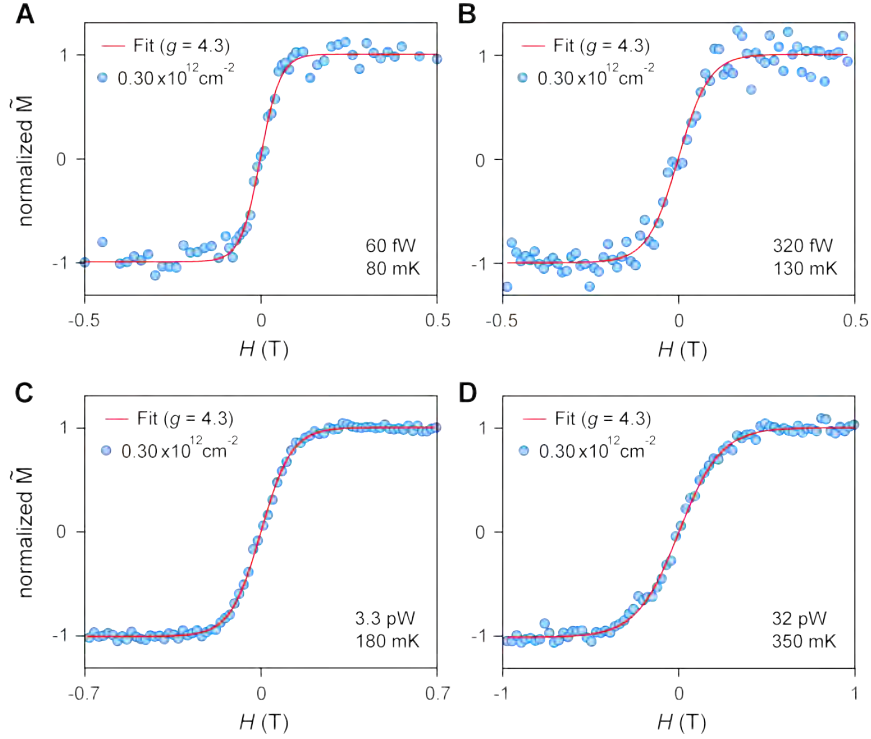 A
Fit (g = 4.3)
0.30x10^12 cm^-2
normalized M̃
1
0
-1
60 fW
80 mK
-0.5
0
0.5
H (T)
B
Fit (g = 4.3)
0.30x10^12 cm^-2
1
0
-1
320 fW
130 mK
-0.5
0
0.5
H (T)
C
Fit (g = 4.3)
0.30x10^12 cm^-2
normalized M̃
1
0
-1
3.3 pW
180 mK
-0.7
0
0.7
H (T)
D
Fit (g = 4.3)
0.30x10^12 cm^-2
1
0
-1
32 pW
350 mK
-1
0
1
H (T)